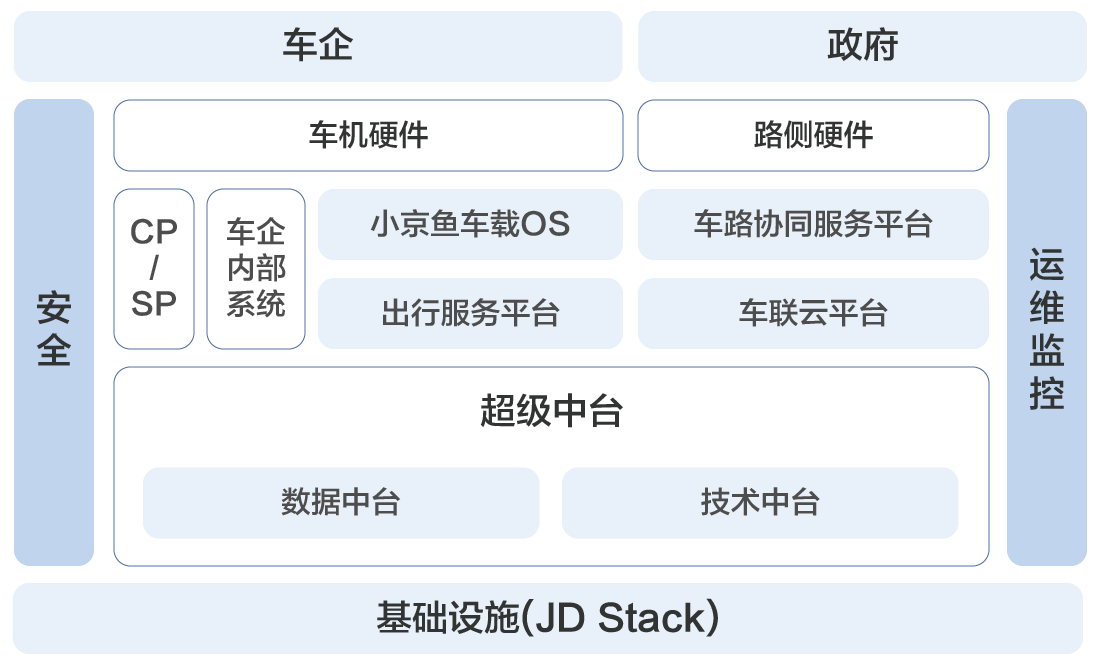 车企
政府
安
全
车机硬件
路侧硬件
CP
/
SP
车企
内部
系统
小京鱼车载OS
车路协同服务平台
出行服务平台
车联云平台
运
维
监
控
超级中台
数据中台
技术中台
基础设施(JD Stack)